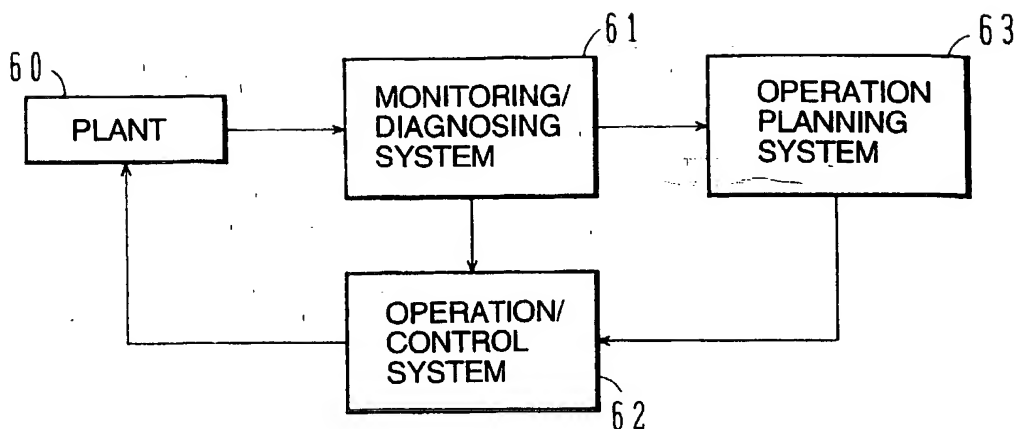 60
PLANT
61
MONITORING/
DIAGNOSING
SYSTEM
63
OPERATION
PLANNING
SYSTEM
OPERATION/
CONTROL
SYSTEM
62